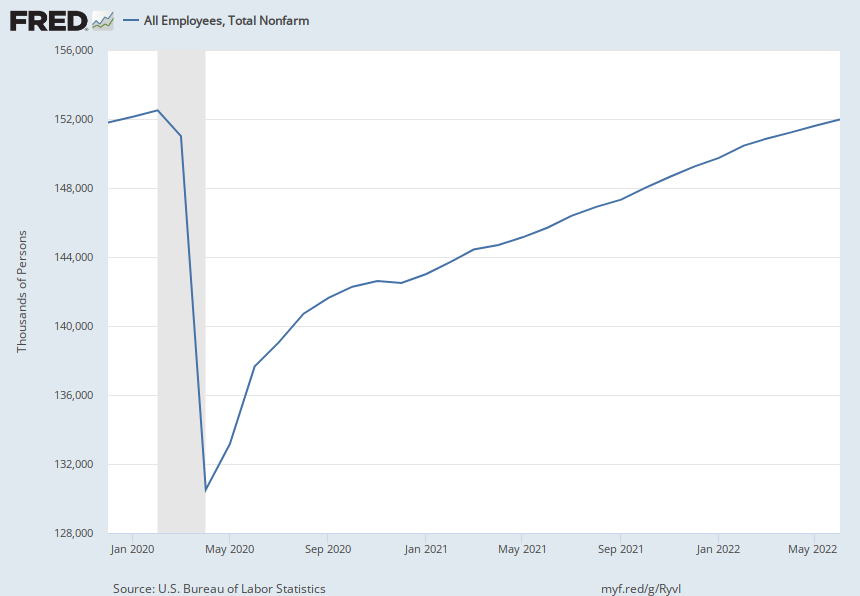 FRED All Employees, Total Nonfarm
156,000
152,000
148,000
144,000
140,000
136,000
132,000
128,000
Thousands of Persons
Jan 2020 May 2020 Sep 2020 Jan 2021 May 2021 Sep 2021 Jan 2022 May 2022
Source: U.S. Bureau of Labor Statistics myf.red/g/Ryvl